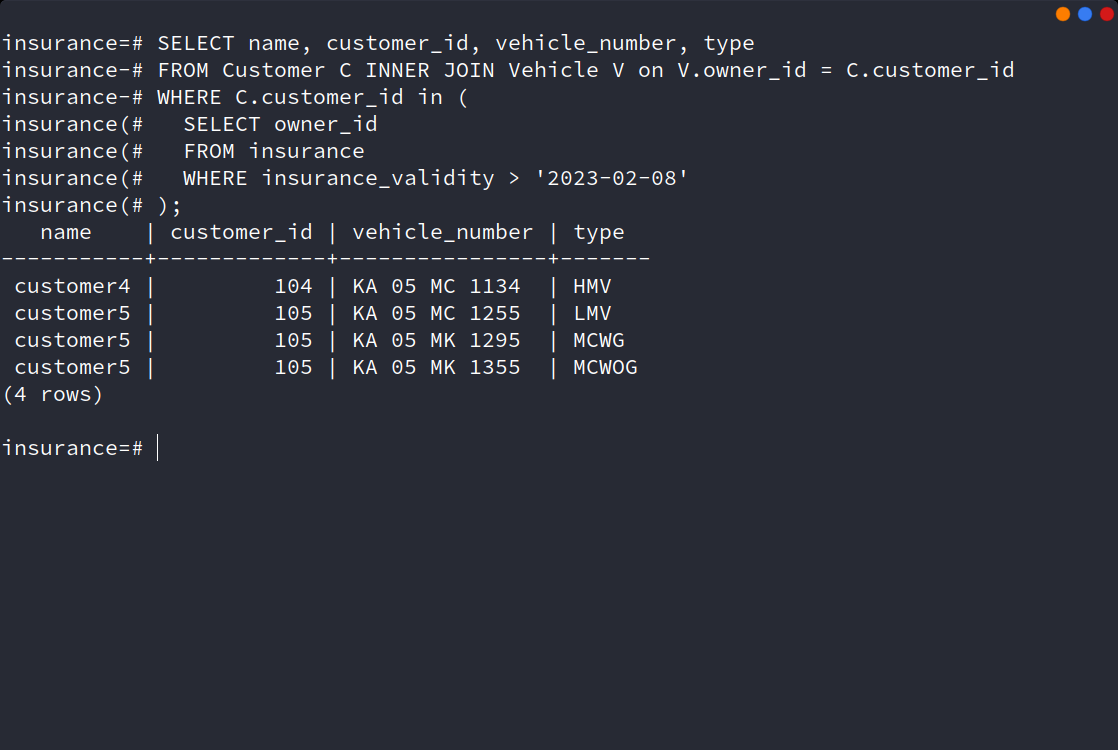 insurance=# SELECT name, customer_id, vehicle_number, type
insurance-# FROM Customer C INNER JOIN Vehicle V on V.owner_id = C.customer_id
insurance-# WHERE C.customer_id in (
insurance(#   SELECT owner_id
insurance(#   FROM insurance
insurance(#   WHERE insurance_validity > '2023-02-08'
insurance(# );
   name    | customer_id | vehicle_number | type
-----------+-------------+----------------+-------
 customer4 |         104 | KA 05 MC 1134  | HMV
 customer5 |         105 | KA 05 MC 1255  | LMV
 customer5 |         105 | KA 05 MK 1295  | MCWG
 customer5 |         105 | KA 05 MK 1355  | MCWOG
(4 rows)

insurance=#